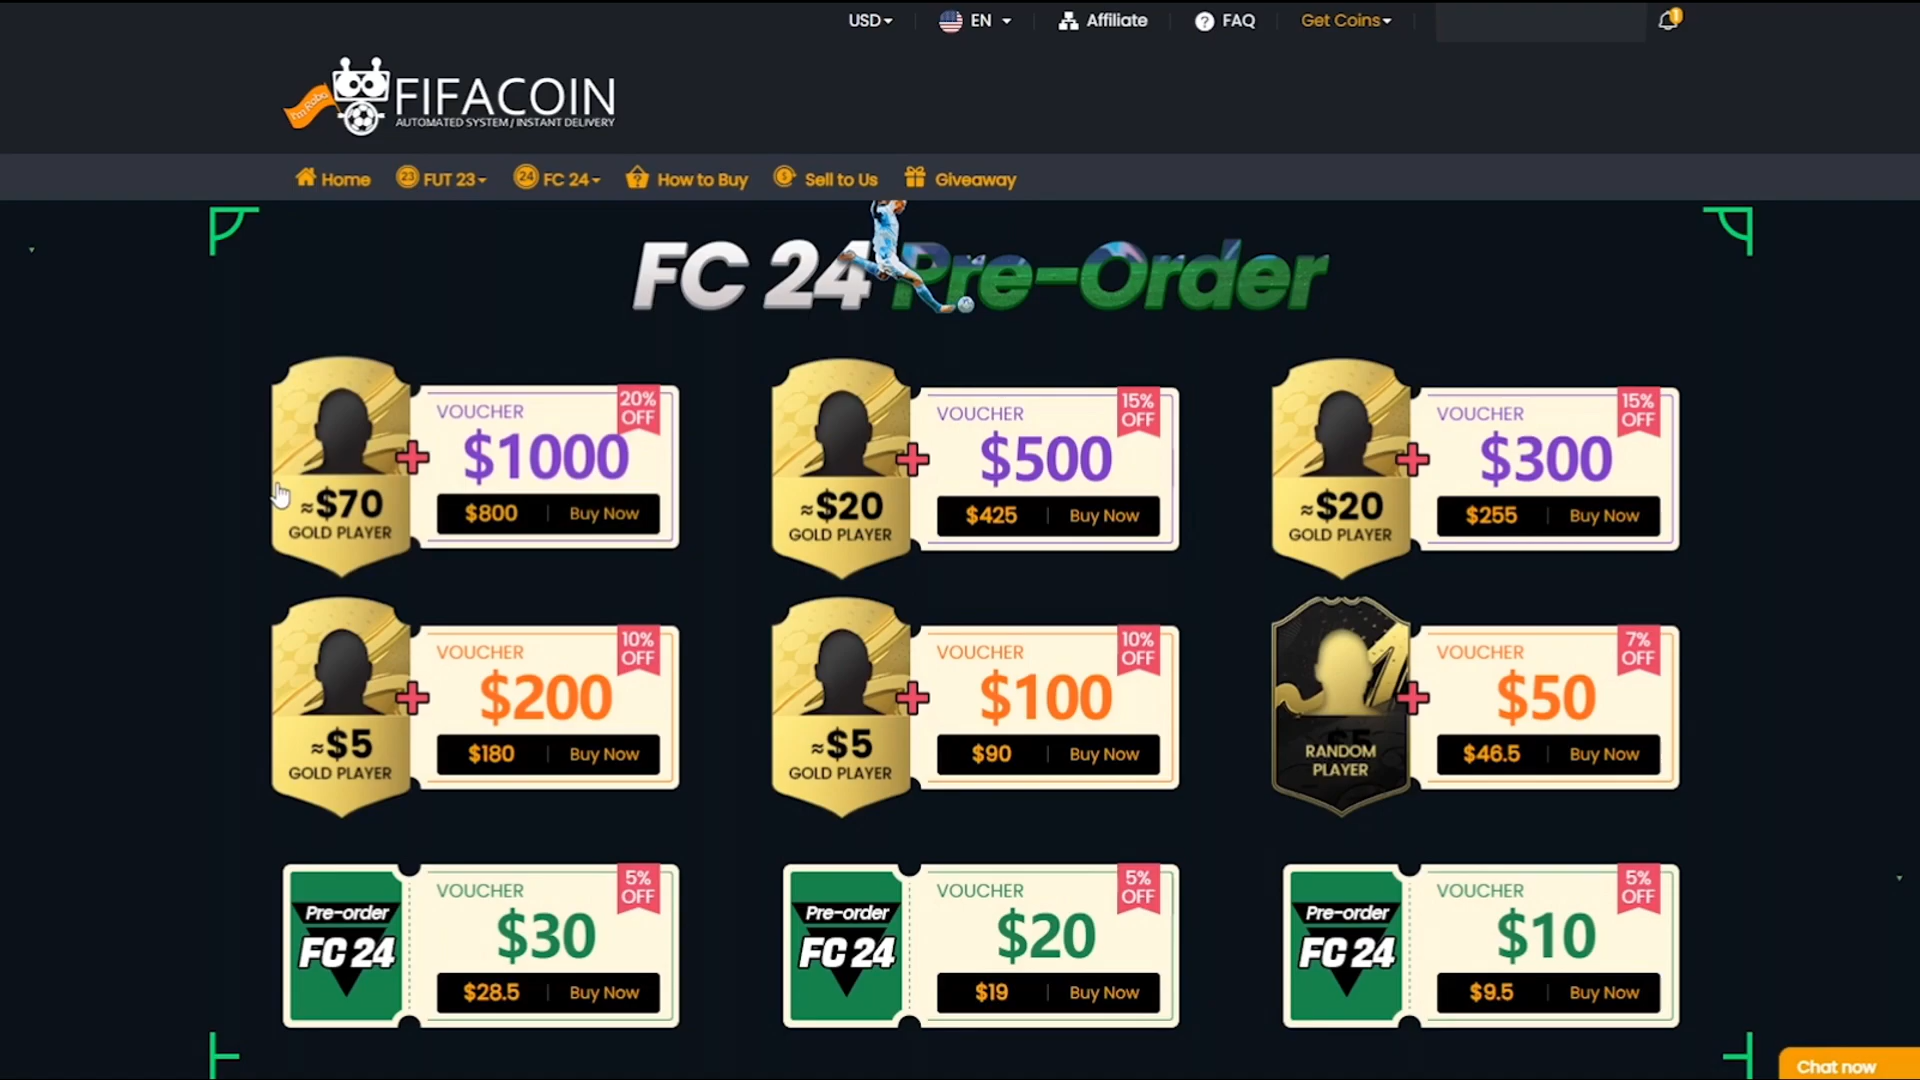 USD
EN
Affiliate
FAQ
Get Coins
1
I'm Robo
FIFACOIN
AUTOMATED SYSTEM / INSTANT DELIVERY
Home
23 FUT 23
24 FC 24
How to Buy
Sell to Us
Giveaway
FC 24 Pre-Order
≈$70
GOLD PLAYER
VOUCHER
20% OFF
$1000
$800 | Buy Now
≈$20
GOLD PLAYER
VOUCHER
15% OFF
$500
$425 | Buy Now
≈$20
GOLD PLAYER
VOUCHER
15% OFF
$300
$255 | Buy Now
≈$5
GOLD PLAYER
VOUCHER
10% OFF
$200
$180 | Buy Now
≈$5
GOLD PLAYER
VOUCHER
10% OFF
$100
$90 | Buy Now
$5
RANDOM
PLAYER
VOUCHER
7% OFF
$50
$46.5 | Buy Now
Pre-order
FC 24
VOUCHER
5% OFF
$30
$28.5 | Buy Now
Pre-order
FC 24
VOUCHER
5% OFF
$20
$19 | Buy Now
Pre-order
FC 24
VOUCHER
5% OFF
$10
$9.5 | Buy Now
Chat now